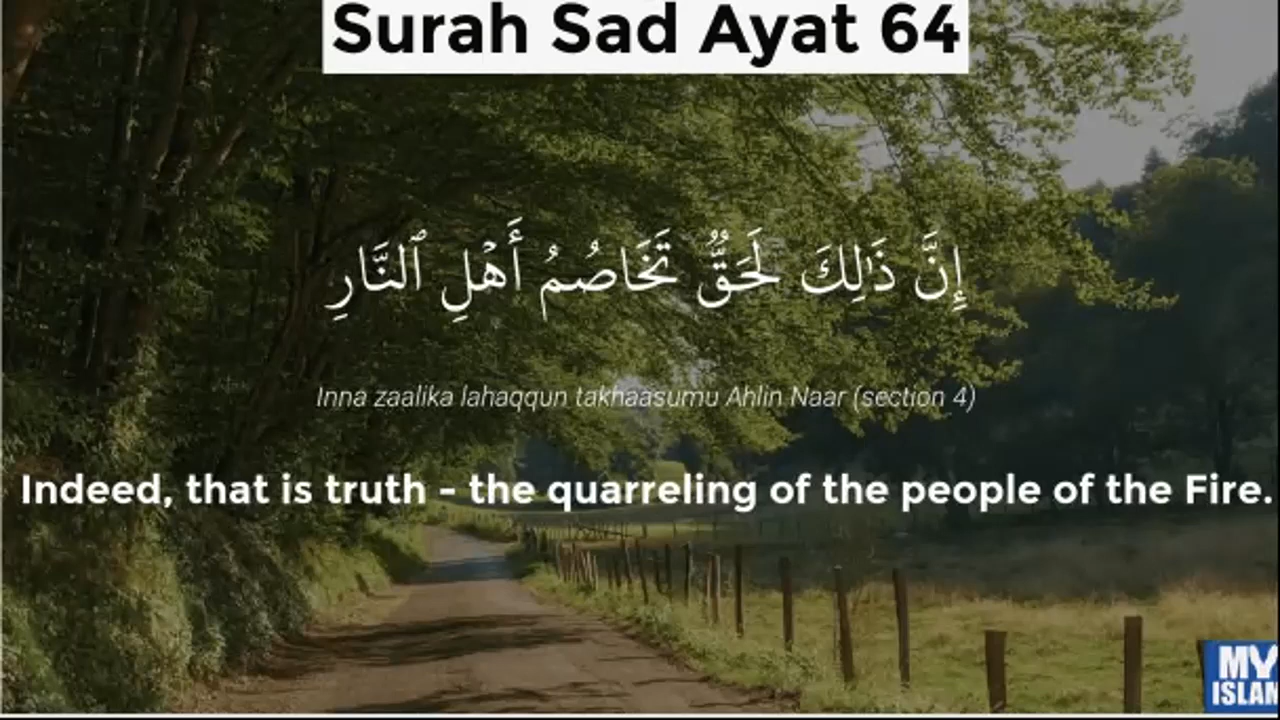 Surah Sad Ayat 64
إِنَّ ذَٰلِكَ لَحَقٌّۭ تَخَاصُمُ أَهْلِ ٱلنَّارِ
Inna zaalika lahaqqun takhaasumu Ahlin Naar (section 4)
Indeed, that is truth - the quarreling of the people of the Fire.
MY
ISLAM